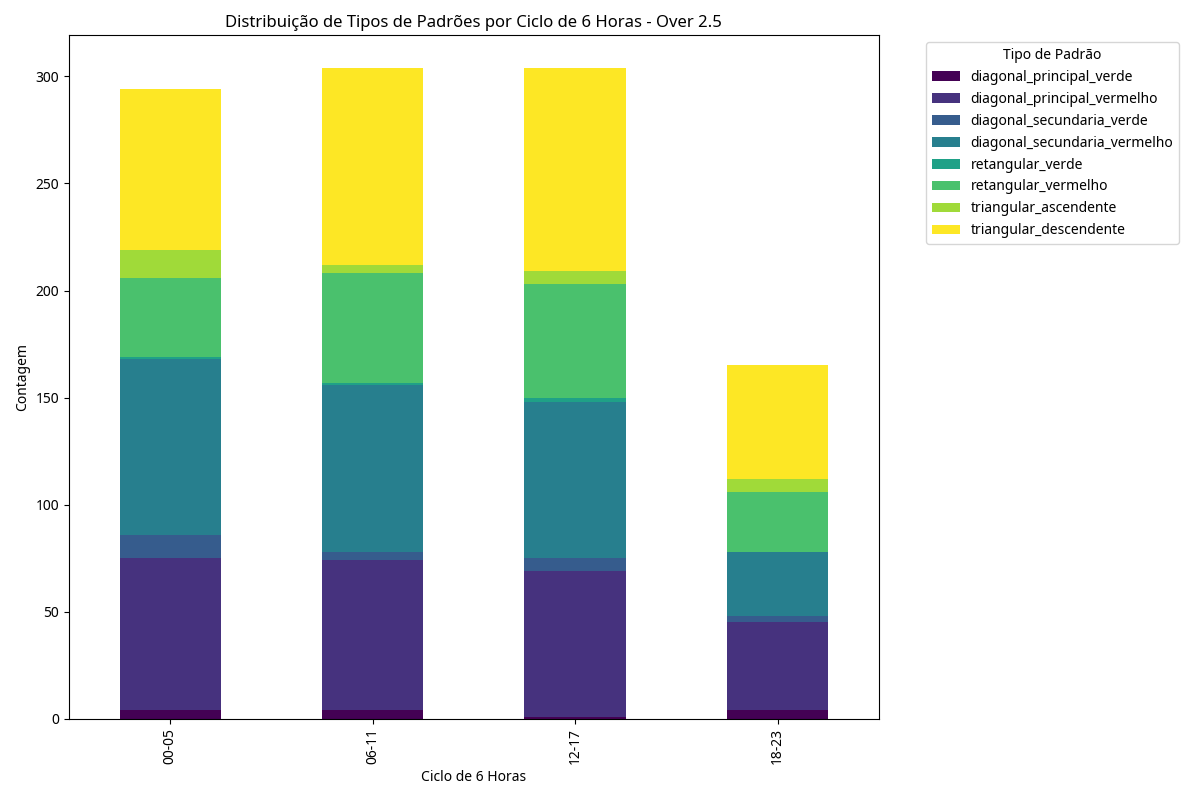 Distribuição de Tipos de Padrões por Ciclo de 6 Horas - Over 2.5
Tipo de Padrão
diagonal_principal_verde
diagonal_principal_vermelho
diagonal_secundaria_verde
diagonal_secundaria_vermelho
retangular_verde
retangular_vermelho
triangular_ascendente
triangular_descendente
Contagem
300
250
200
150
100
50
0
00-05
06-11
12-17
18-23
Ciclo de 6 Horas